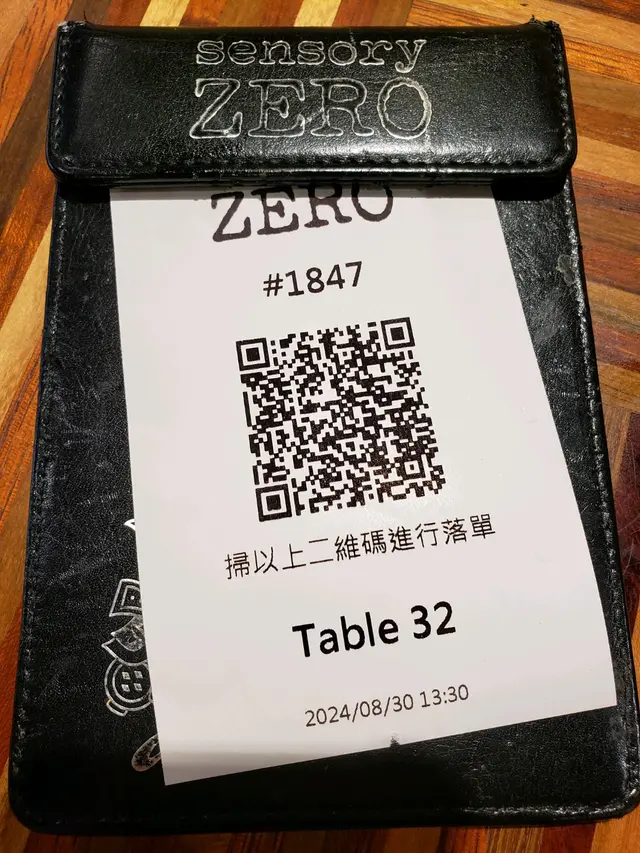 sensory
ZERO
ZERO
#1847
掃以上二維碼進行落單
Table 32
2024/08/30 13:30